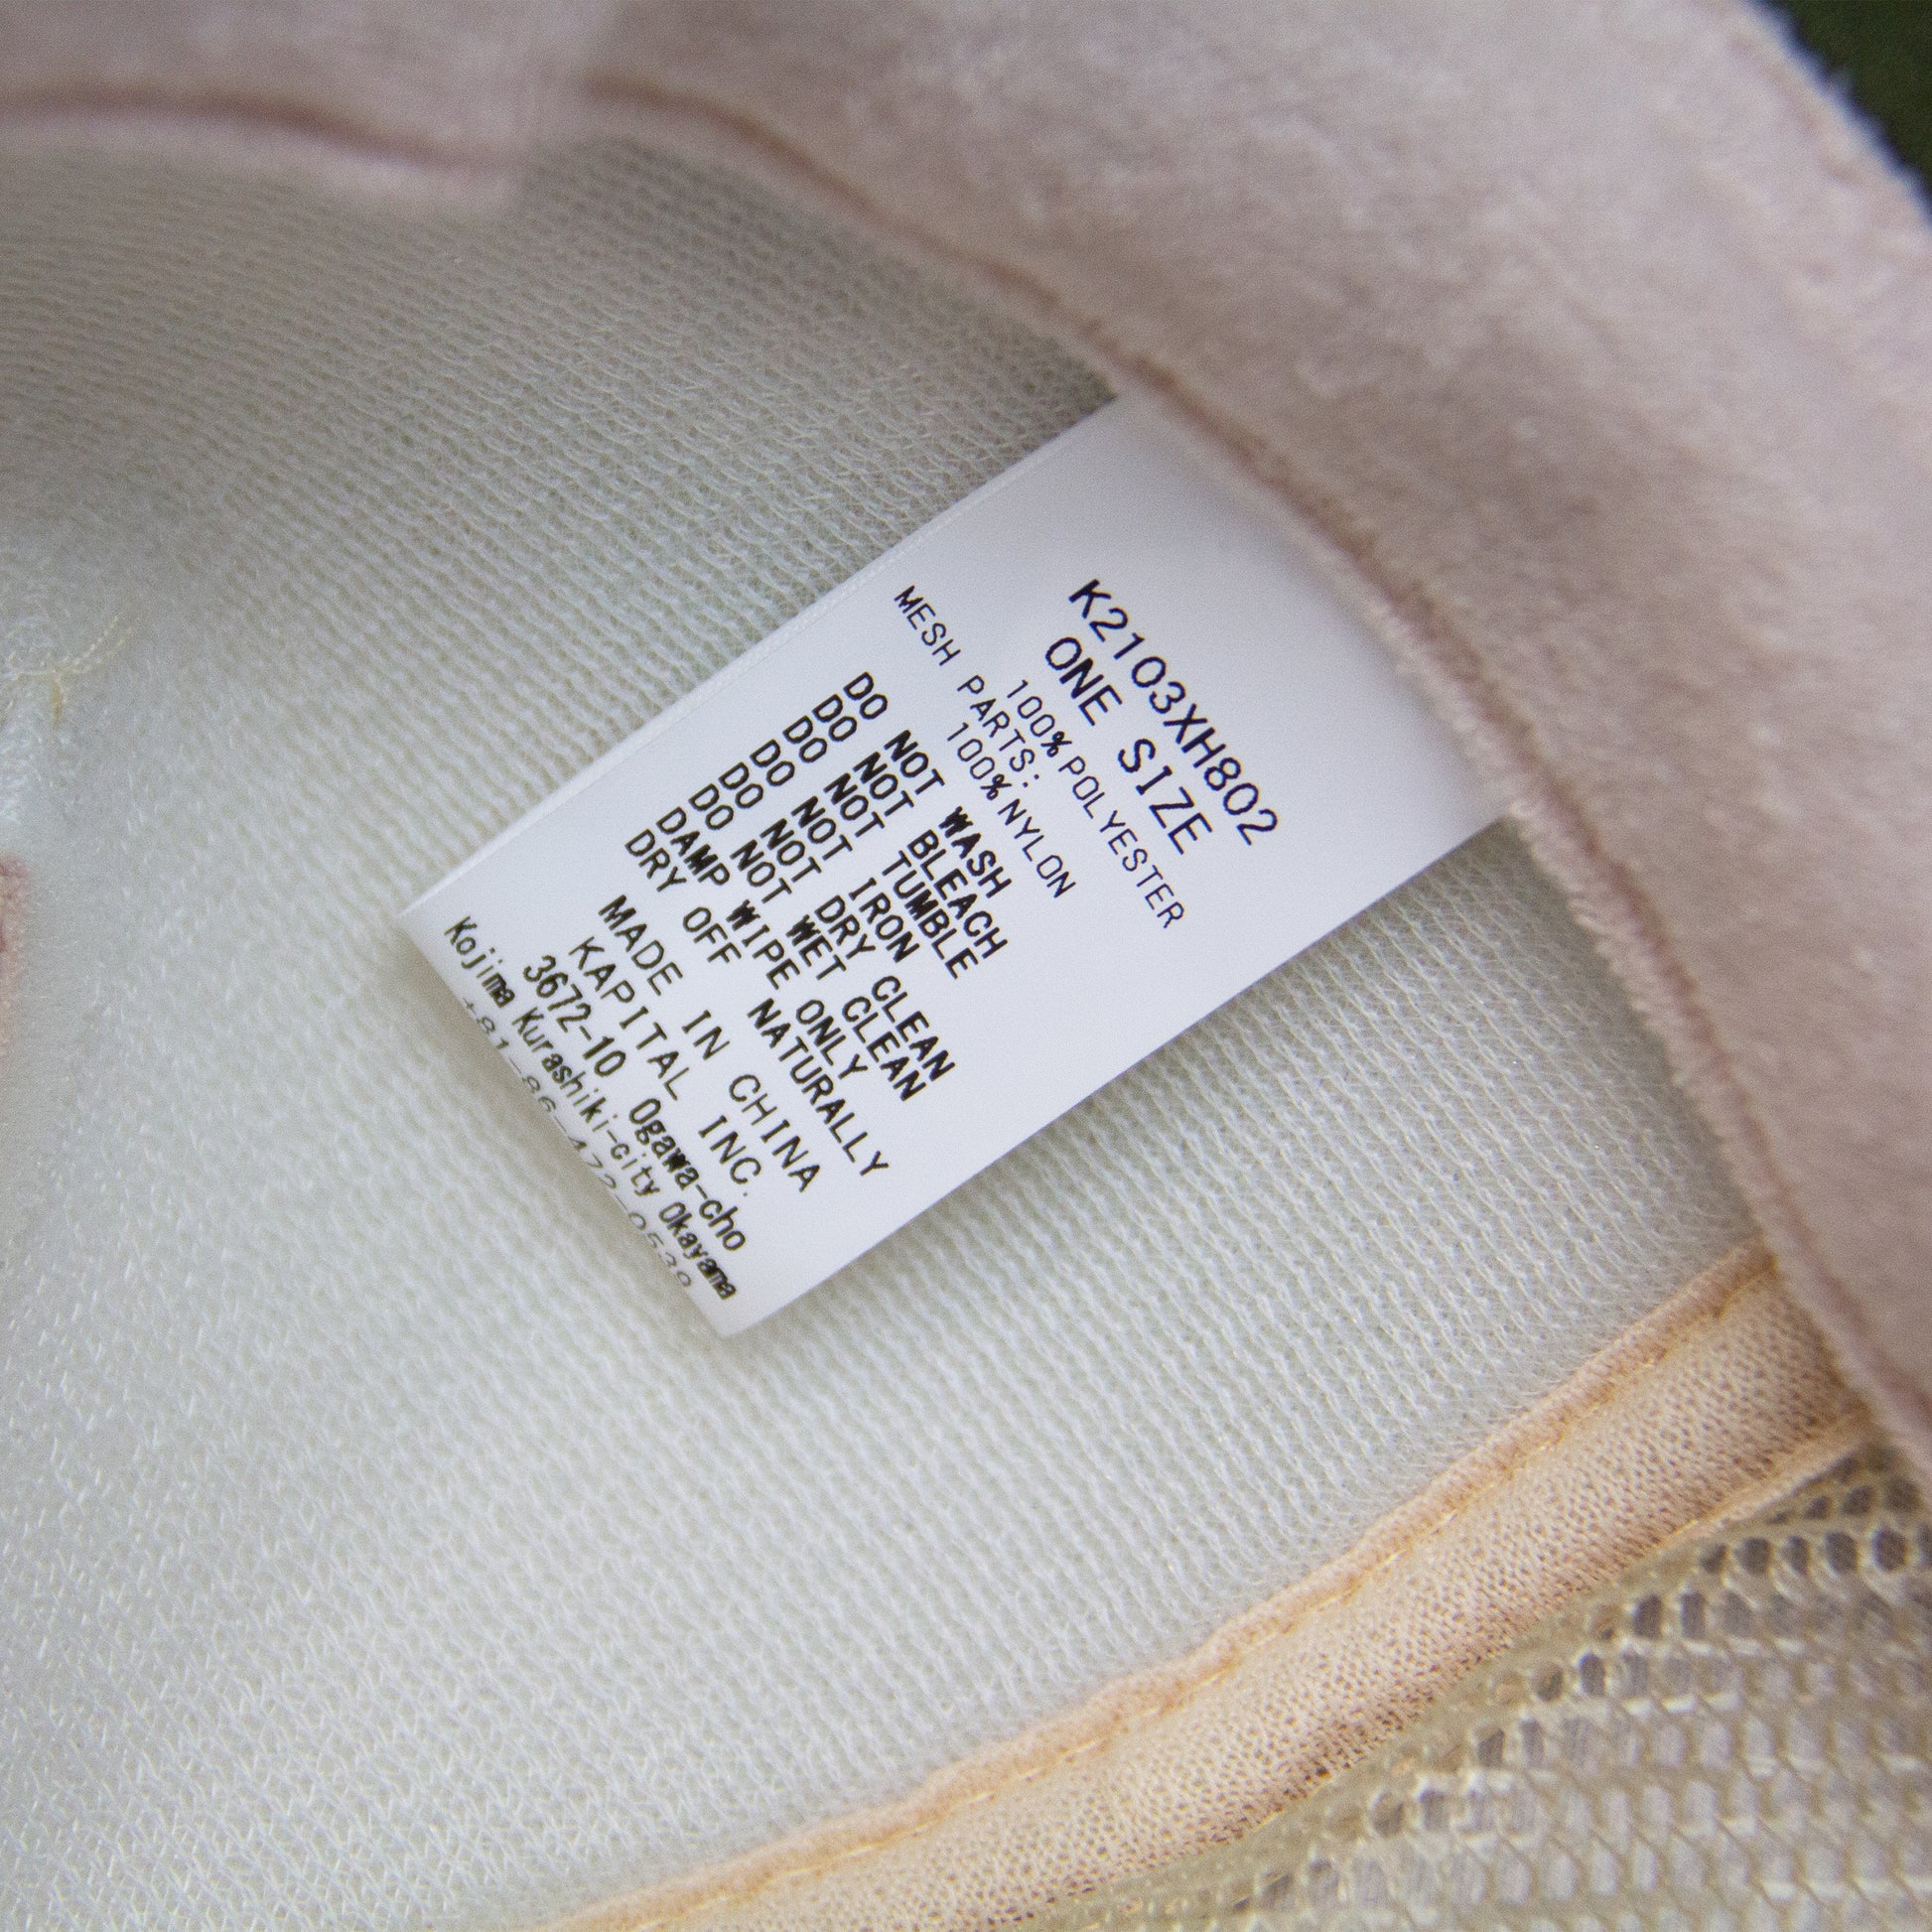 K2103XH802
ONE SIZE
100% POLYESTER
MESH PARTS:
100% NYLON
DO NOT WASH
DO NOT BLEACH
DO NOT TUMBLE
DO NOT IRON
DO NOT DRY CLEAN
DO NOT WET CLEAN
DAMP WIPE ONLY
DRY OFF NATURALLY
MADE IN CHINA
KAPITAL INC.
3672-10 Ogawa-cho
Kojima Kurashiki-city Okayama